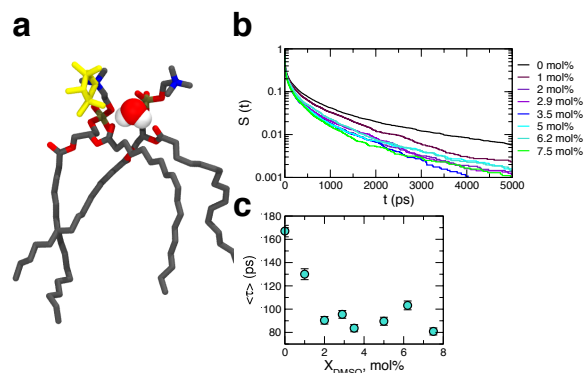 a
b
S (t)
1
0.1
0.01
0.001
0 1000 2000 3000 4000 5000
t (ps)
0 mol%
1 mol%
2 mol%
2.9 mol%
3.5 mol%
5 mol%
6.2 mol%
7.5 mol%
c
<τ> (ps)
180
160
140
120
100
80
0 2 4 6 8
X_DMSO, mol%